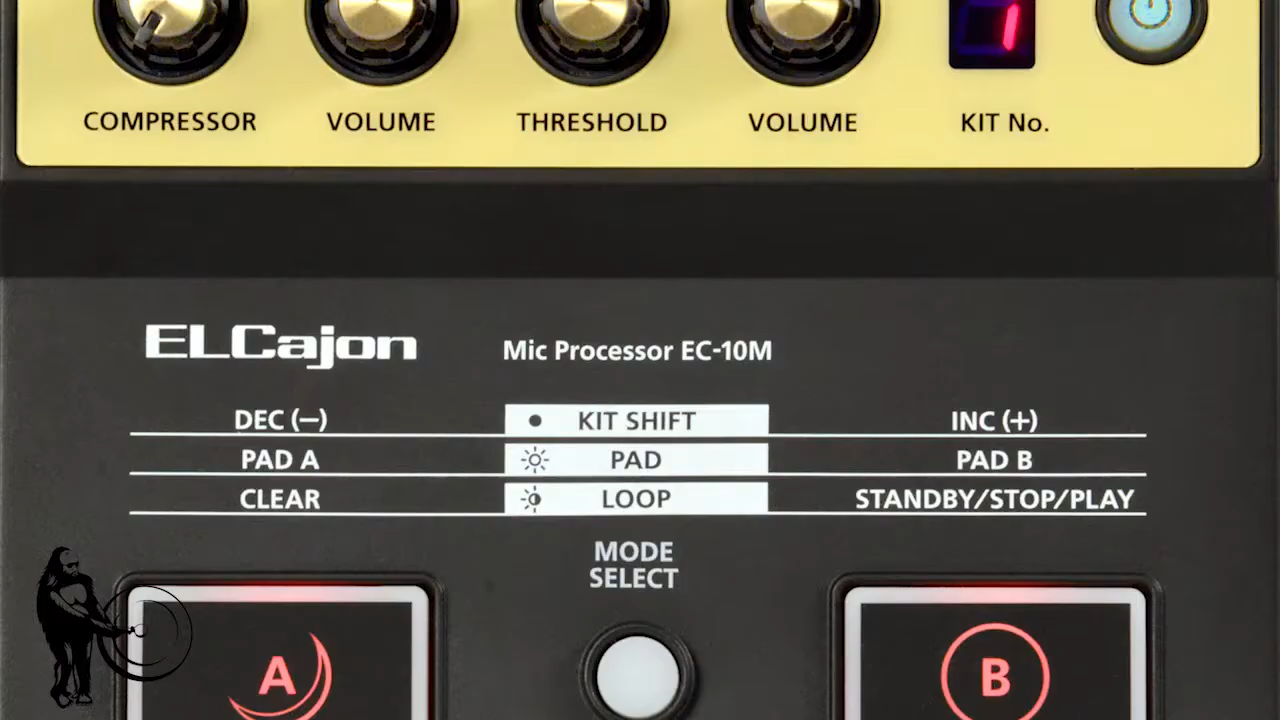 COMPRESSOR VOLUME THRESHOLD VOLUME KIT No.
1
ELCajon Mic Processor EC-10M
DEC (−) KIT SHIFT INC (+)
PAD A PAD PAD B
CLEAR LOOP STANDBY/STOP/PLAY
MODE
SELECT
A B